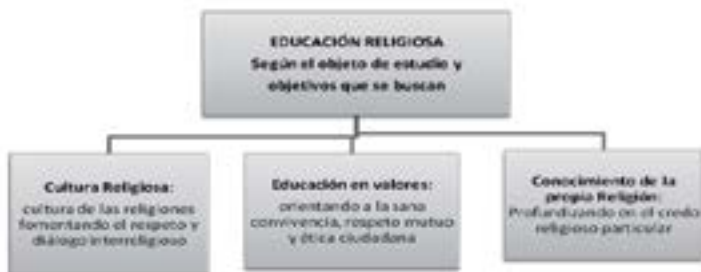 EDUCACIÓN RELIGIOSA
Según el objeto de estudio y
objetivos que se buscan
Cultura Religiosa:
cultura de las religiones
fomentando el respeto y
diálogo interreligioso
Educación en valores:
orientando a la sana
convivencia, respeto mutuo
y ética ciudadana
Conocimiento de la
propia Religión:
Profundizando en el credo
religioso particular